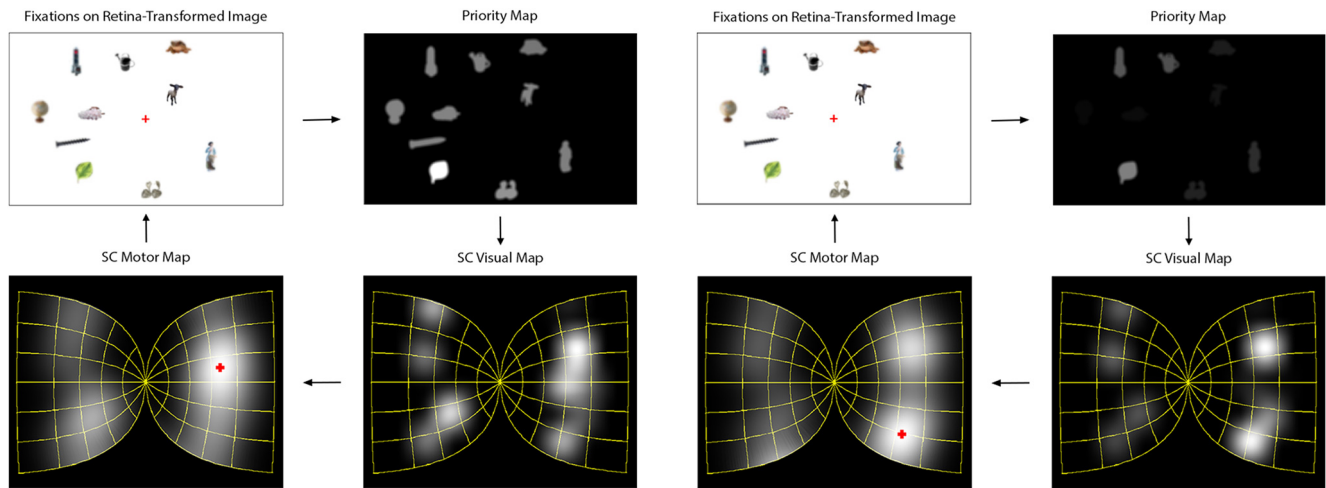 Fixations on Retina-Transformed Image
Priority Map
Fixations on Retina-Transformed Image
Priority Map
SC Motor Map
SC Visual Map
SC Motor Map
SC Visual Map